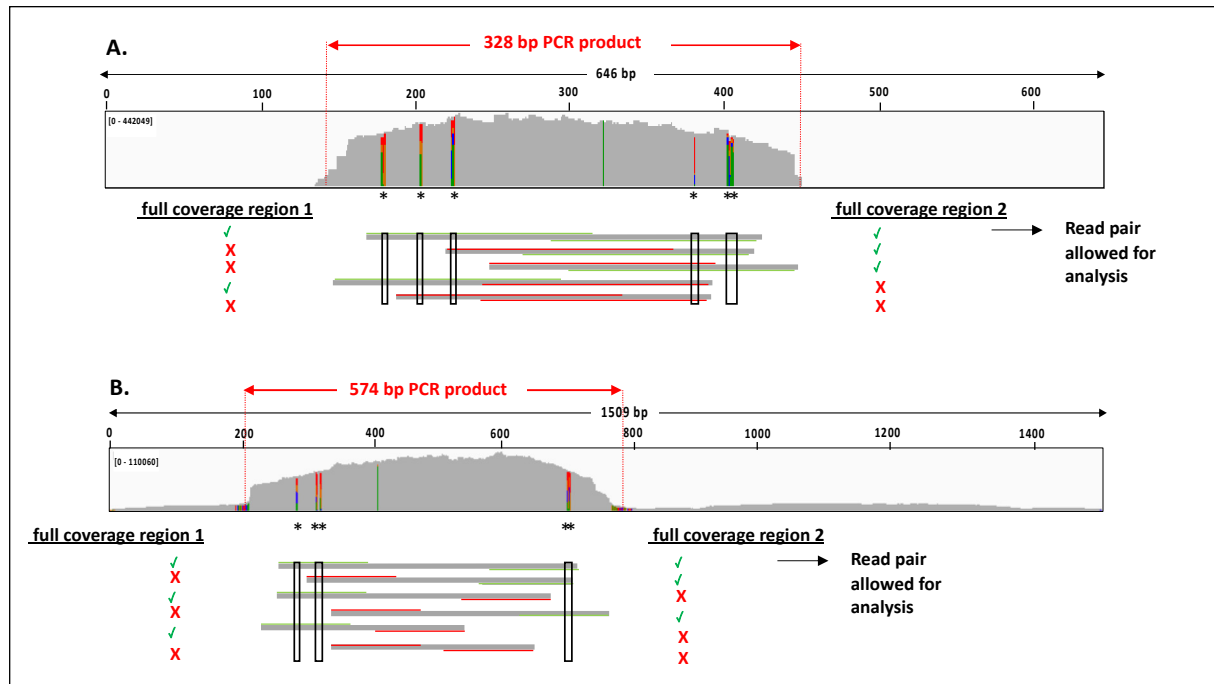 A.
328 bp PCR product
646 bp
0 100 200 300 400 500 600
[0 - 442049]
* * * * **
full coverage region 1
full coverage region 2
√ √
X √
X √
√ X
X X
Read pair
allowed for
analysis
B.
574 bp PCR product
1509 bp
0 200 400 600 800 1000 1200 1400
[0 - 110060]
* ** **
full coverage region 1
full coverage region 2
√ √
X √
√ X
X √
√ X
X X
Read pair
allowed for
analysis